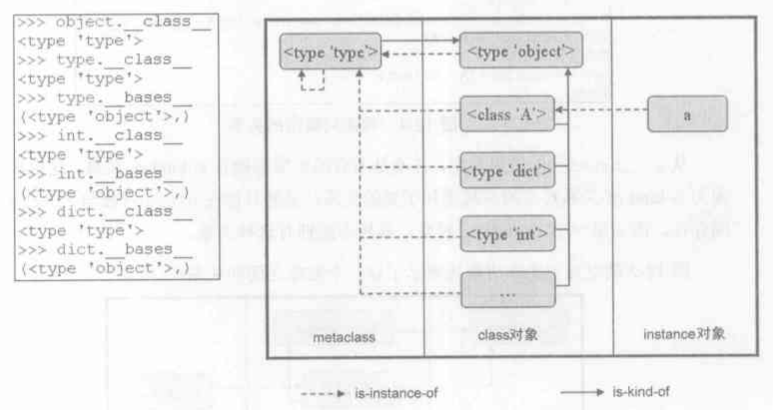 >>> object.__class__
<type 'type'>
>>> type.__class__
<type 'type'>
>>> type.__bases__
(<type 'object'>,)
>>> int.__class__
<type 'type'>
>>> int.__bases__
(<type 'object'>,)
>>> dict.__class__
<type 'type'>
>>> dict.__bases__
(<type 'object'>,)
<type 'type'>
<type 'object'>
<class 'A'>
a
<type 'dict'>
<type 'int'>
...
metaclass
class对象
instance对象
is-instance-of
is-kind-of